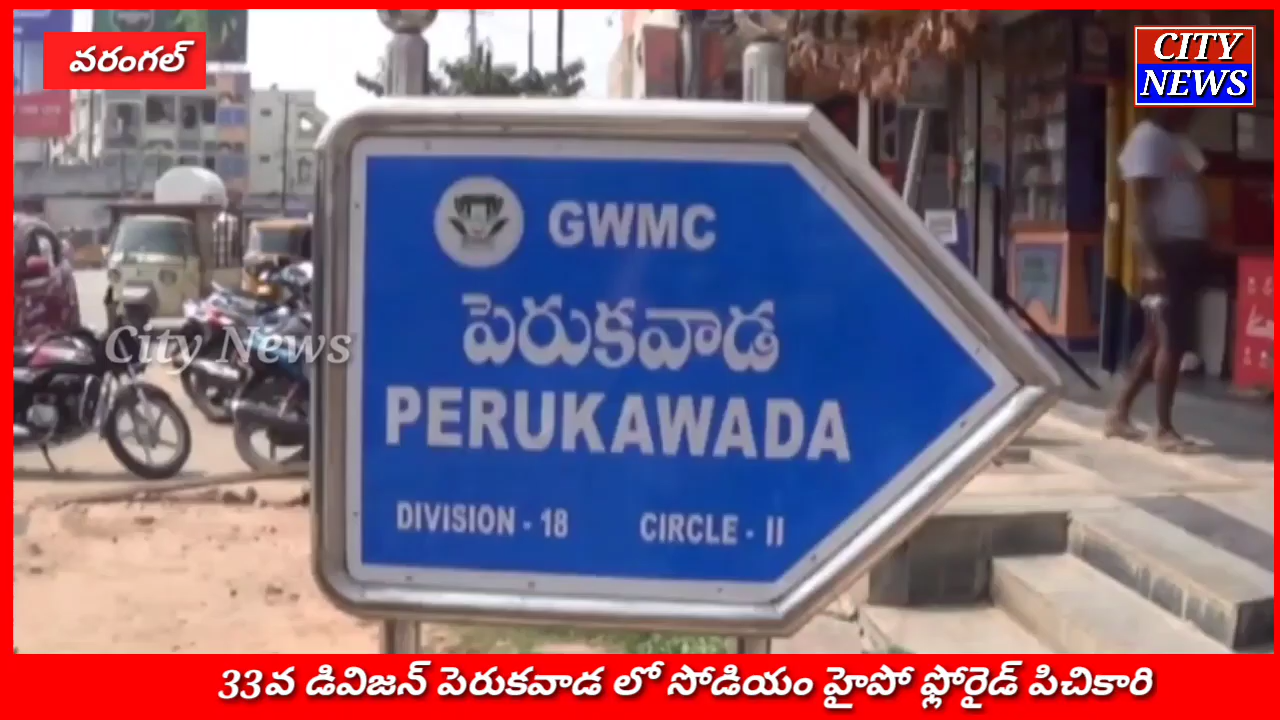 వరంగల్
CITY
NEWS
GWMC
పెరుకవాడ
PERUKAWADA
DIVISION - 18 CIRCLE - II
City News
33వ డివిజన్ పెరుకవాడ లో సోడియం హైపో ఫ్లోరైడ్ పిచికారి